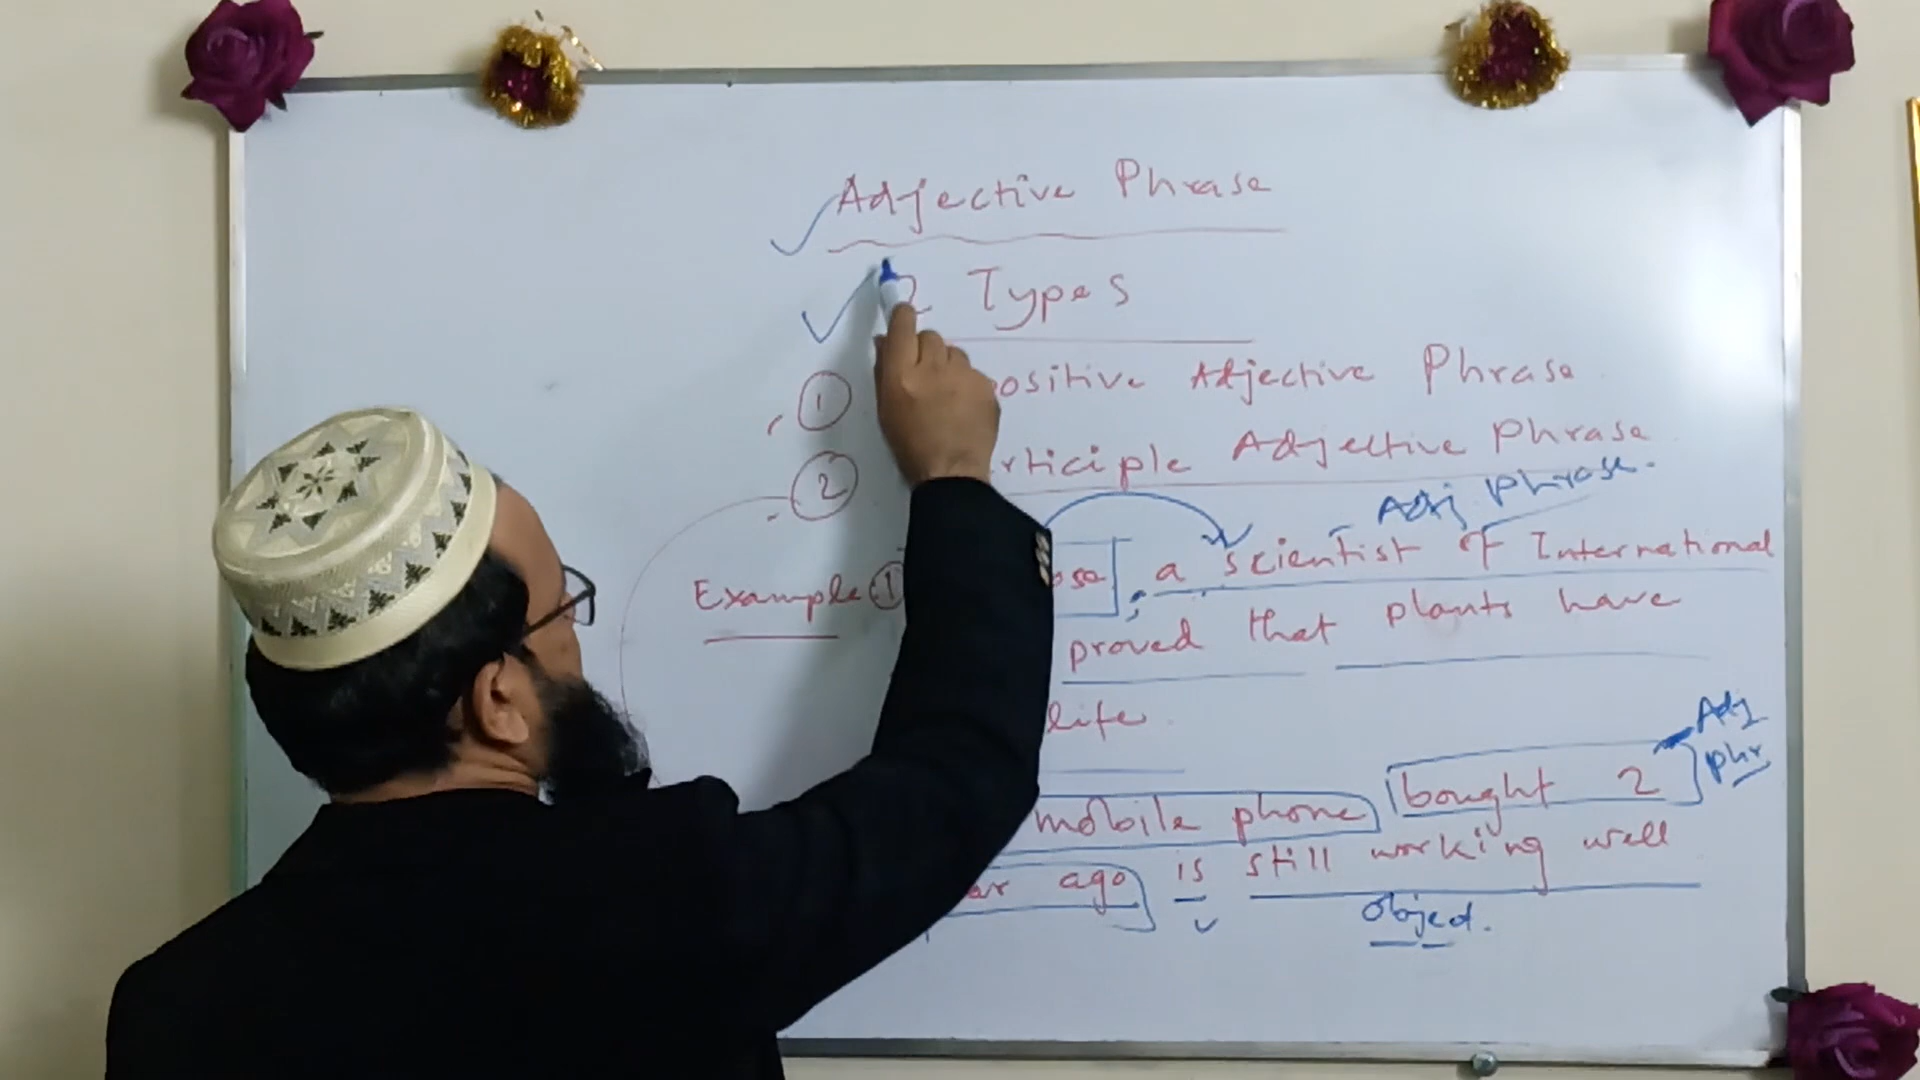 Adjective Phrase
2 Types
1 positive Adjective Phrase
2 rticiple Adjective Phrase
Adj Phrase.
Example 1 ose, a scientist of International
proved that plants have
life.
Adj
phr
mobile phone bought 2
ar ago is still working well
object.